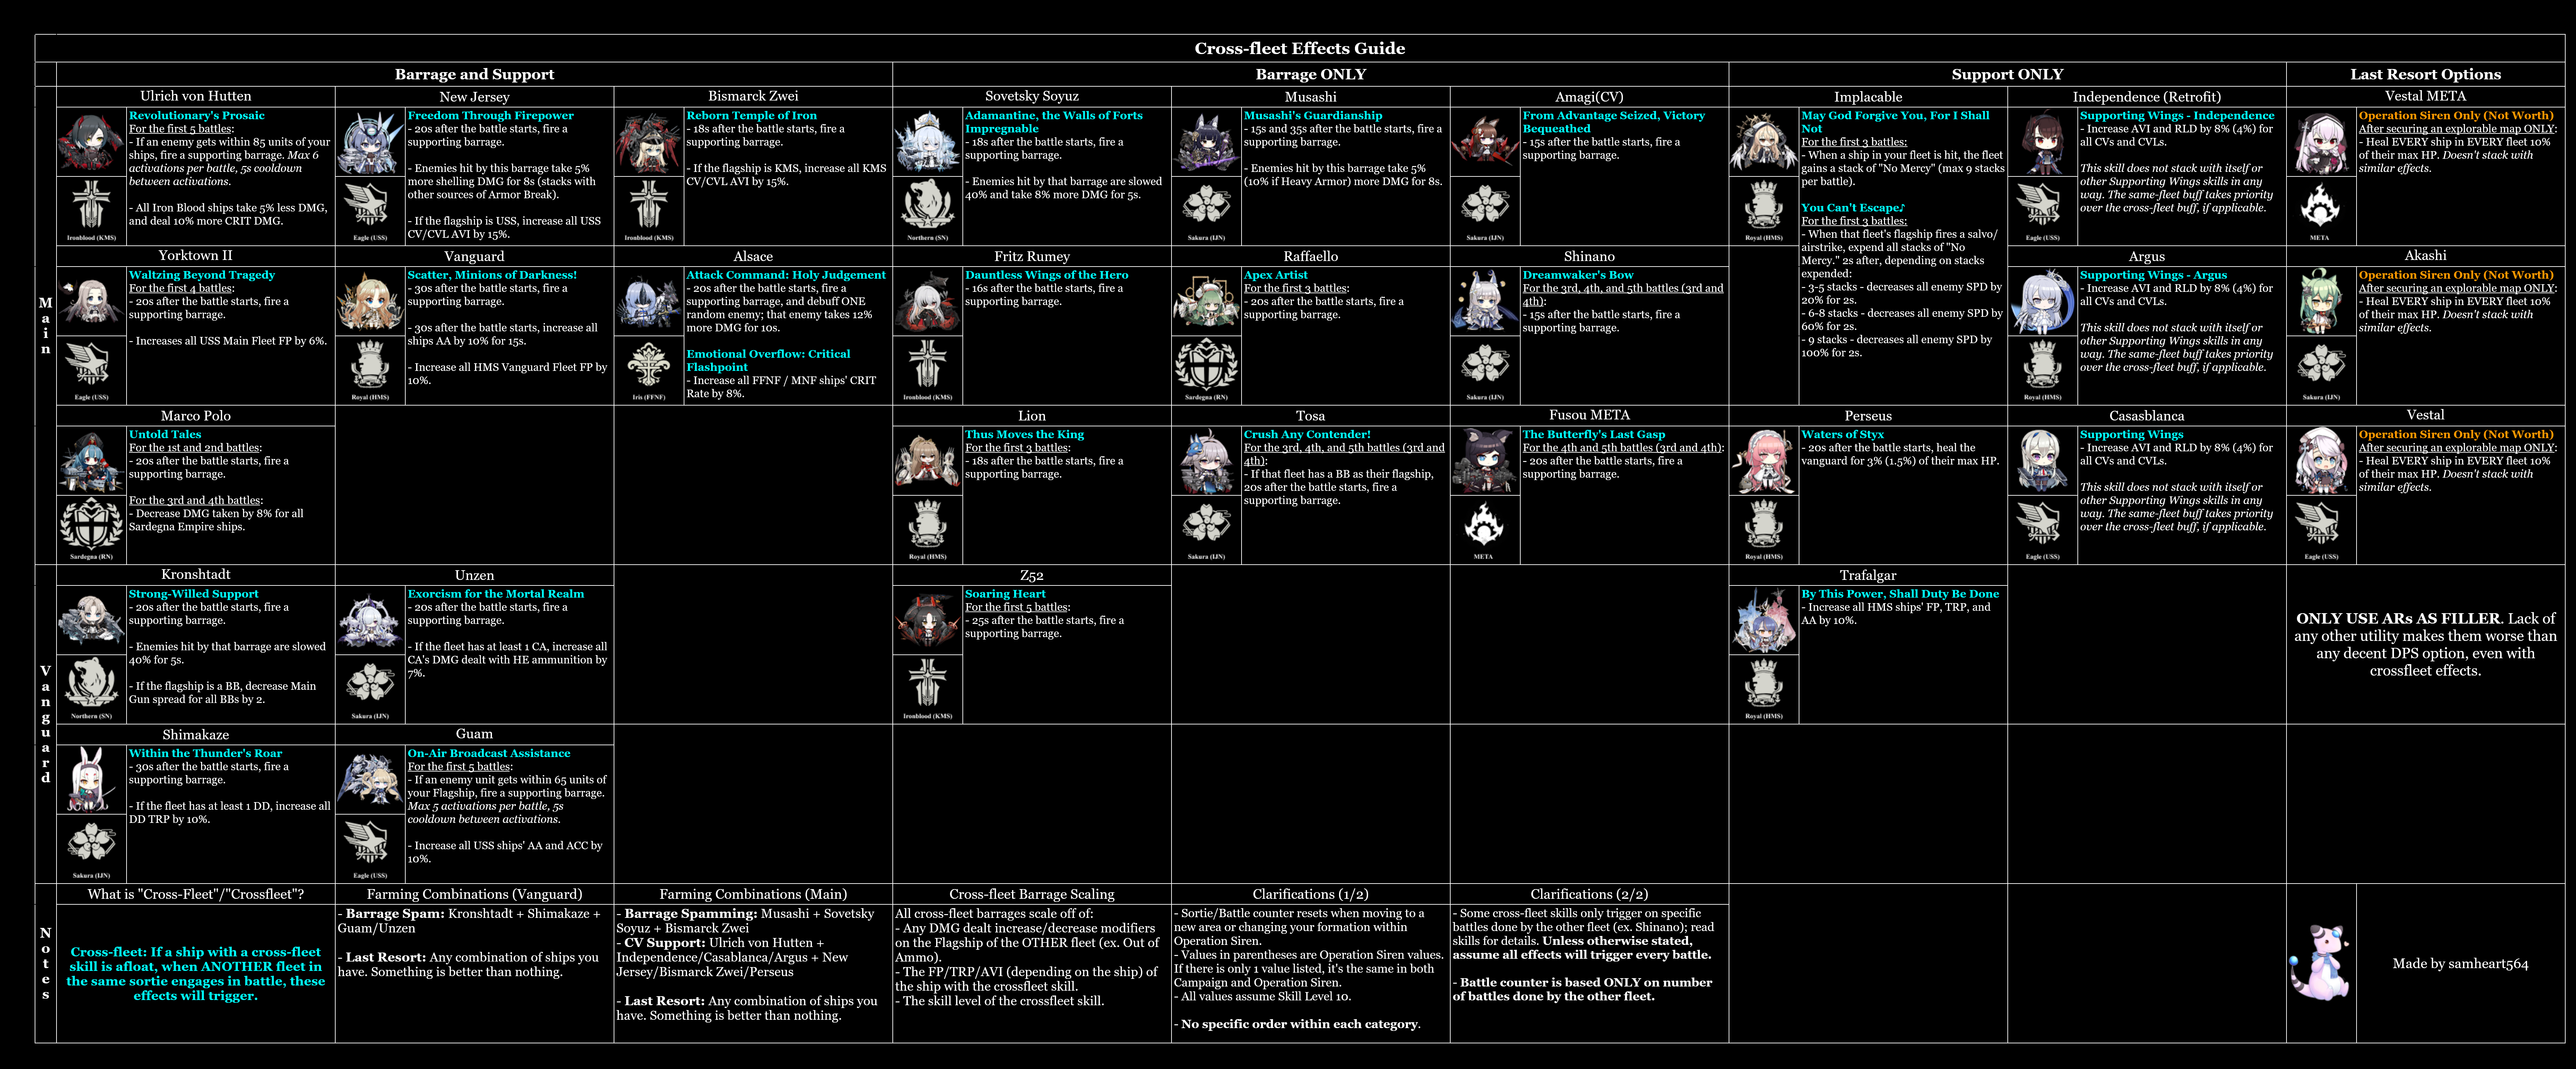 Cross-fleet Effects Guide
Barrage and Support
Barrage ONLY
Support ONLY
Last Resort Options
Main
Ulrich von Hutten
Revolutionary's Prosaic
For the first 5 battles:
- If an enemy gets within 85 units of your
ships, fire a supporting barrage. Max 6
activations per battle, 5s cooldown
between activations.
- All Iron Blood ships take 5% less DMG,
and deal 10% more CRIT DMG.
Ironblood (KMS)
New Jersey
Freedom Through Firepower
- 20s after the battle starts, fire a
supporting barrage.
- Enemies hit by this barrage take 5%
more shelling DMG for 8s (stacks with
other sources of Armor Break).
- If the flagship is USS, increase all USS
CV/CVL AVI by 15%.
Eagle (USS)
Bismarck Zwei
Reborn Temple of Iron
- 18s after the battle starts, fire a
supporting barrage.
- If the flagship is KMS, increase all KMS
CV/CVL AVI by 15%.
Ironblood (KMS)
Sovetsky Soyuz
Adamantine, the Walls of Forts
Impregnable
- 18s after the battle starts, fire a
supporting barrage.
- Enemies hit by that barrage are slowed
40% and take 8% more DMG for 5s.
Northern (SN)
Musashi
Musashi's Guardianship
- 15s and 35s after the battle starts, fire a
supporting barrage.
- Enemies hit by this barrage take 5%
(10% if Heavy Armor) more DMG for 8s.
Sakura (IJN)
Amagi(CV)
From Advantage Seized, Victory
Bequeathed
- 15s after the battle starts, fire a
supporting barrage.
Sakura (IJN)
Implacable
May God Forgive You, For I Shall
Not
For the first 3 battles:
- When a ship in your fleet is hit, the fleet
gains a stack of "No Mercy" (max 9 stacks
per battle).
You Can't Escape♪
For the first 3 battles:
- When that fleet's flagship fires a salvo/
airstrike, expend all stacks of "No
Mercy." 2s after, depending on stacks
expended:
- 3-5 stacks - decreases all enemy SPD by
20% for 2s.
- 6-8 stacks - decreases all enemy SPD by
60% for 2s.
- 9 stacks - decreases all enemy SPD by
100% for 2s.
Royal (HMS)
Independence (Retrofit)
Supporting Wings - Independence
- Increase AVI and RLD by 8% (4%) for
all CVs and CVLs.
This skill does not stack with itself or
other Supporting Wings skills in any
way. The same-fleet buff takes priority
over the cross-fleet buff, if applicable.
Eagle (USS)
Vestal META
Operation Siren Only (Not Worth)
After securing an explorable map ONLY:
- Heal EVERY ship in EVERY fleet 10%
of their max HP. Doesn't stack with
similar effects.
META
Yorktown II
Waltzing Beyond Tragedy
For the first 4 battles:
- 20s after the battle starts, fire a
supporting barrage.
- Increases all USS Main Fleet FP by 6%.
Eagle (USS)
Vanguard
Scatter, Minions of Darkness!
- 30s after the battle starts, fire a
supporting barrage.
- 30s after the battle starts, increase all
ships AA by 10% for 15s.
- Increase all HMS Vanguard Fleet FP by
10%.
Royal (HMS)
Alsace
Attack Command: Holy Judgement
- 20s after the battle starts, fire a
supporting barrage, and debuff ONE
random enemy; that enemy takes 12%
more DMG for 10s.
Emotional Overflow: Critical
Flashpoint
- Increase all FFNF / MNF ships' CRIT
Rate by 8%.
Iris (FFNF)
Fritz Rumey
Dauntless Wings of the Hero
- 16s after the battle starts, fire a
supporting barrage.
Ironblood (KMS)
Raffaello
Apex Artist
For the first 3 battles:
- 20s after the battle starts, fire a
supporting barrage.
Sardegna (RN)
Shinano
Dreamwaker's Bow
For the 3rd, 4th, and 5th battles (3rd and
4th):
- 15s after the battle starts, fire a
supporting barrage.
Sakura (IJN)
Argus
Supporting Wings - Argus
- Increase AVI and RLD by 8% (4%) for
all CVs and CVLs.
This skill does not stack with itself or
other Supporting Wings skills in any
way. The same-fleet buff takes priority
over the cross-fleet buff, if applicable.
Royal (HMS)
Akashi
Operation Siren Only (Not Worth)
After securing an explorable map ONLY:
- Heal EVERY ship in EVERY fleet 10%
of their max HP. Doesn't stack with
similar effects.
Sakura (IJN)
Marco Polo
Untold Tales
For the 1st and 2nd battles:
- 20s after the battle starts, fire a
supporting barrage.
For the 3rd and 4th battles:
- Decrease DMG taken by 8% for all
Sardegna Empire ships.
Sardegna (RN)
Lion
Thus Moves the King
For the first 3 battles:
- 18s after the battle starts, fire a
supporting barrage.
Royal (HMS)
Tosa
Crush Any Contender!
For the 3rd, 4th, and 5th battles (3rd and
4th):
- If that fleet has a BB as their flagship,
20s after the battle starts, fire a
supporting barrage.
Sakura (IJN)
Fusou META
The Butterfly's Last Gasp
For the 4th and 5th battles (3rd and 4th):
- 20s after the battle starts, fire a
supporting barrage.
META
Perseus
Waters of Styx
- 20s after the battle starts, heal the
vanguard for 3% (1.5%) of their max HP.
Royal (HMS)
Casasblanca
Supporting Wings
- Increase AVI and RLD by 8% (4%) for
all CVs and CVLs.
This skill does not stack with itself or
other Supporting Wings skills in any
way. The same-fleet buff takes priority
over the cross-fleet buff, if applicable.
Eagle (USS)
Vestal
Operation Siren Only (Not Worth)
After securing an explorable map ONLY:
- Heal EVERY ship in EVERY fleet 10%
of their max HP. Doesn't stack with
similar effects.
Eagle (USS)
Vanguard
Kronshtadt
Strong-Willed Support
- 20s after the battle starts, fire a
supporting barrage.
- Enemies hit by that barrage are slowed
40% for 5s.
- If the flagship is a BB, decrease Main
Gun spread for all BBs by 2.
Northern (SN)
Unzen
Exorcism for the Mortal Realm
- 20s after the battle starts, fire a
supporting barrage.
- If the fleet has at least 1 CA, increase all
CA's DMG dealt with HE ammunition by
7%.
Sakura (IJN)
Z52
Soaring Heart
For the first 5 battles:
- 25s after the battle starts, fire a
supporting barrage.
Ironblood (KMS)
Trafalgar
By This Power, Shall Duty Be Done
- Increase all HMS ships' FP, TRP, and
AA by 10%.
Royal (HMS)
ONLY USE ARs AS FILLER. Lack of
any other utility makes them worse than
any decent DPS option, even with
crossfleet effects.
Shimakaze
Within the Thunder's Roar
- 30s after the battle starts, fire a
supporting barrage.
- If the fleet has at least 1 DD, increase all
DD TRP by 10%.
Sakura (IJN)
Guam
On-Air Broadcast Assistance
For the first 5 battles:
- If an enemy unit gets within 65 units of
your Flagship, fire a supporting barrage.
Max 5 activations per battle, 5s
cooldown between activations.
- Increase all USS ships' AA and ACC by
10%.
Eagle (USS)
Notes
What is "Cross-Fleet"/"Crossfleet"?
Cross-fleet: If a ship with a cross-fleet
skill is afloat, when ANOTHER fleet in
the same sortie engages in battle, these
effects will trigger.
Farming Combinations (Vanguard)
- Barrage Spam: Kronshtadt + Shimakaze +
Guam/Unzen
- Last Resort: Any combination of ships you
have. Something is better than nothing.
Farming Combinations (Main)
- Barrage Spamming: Musashi + Sovetsky
Soyuz + Bismarck Zwei
- CV Support: Ulrich von Hutten +
Independence/Casablanca/Argus + New
Jersey/Bismarck Zwei/Perseus
- Last Resort: Any combination of ships you
have. Something is better than nothing.
Cross-fleet Barrage Scaling
All cross-fleet barrages scale off of:
- Any DMG dealt increase/decrease modifiers
on the Flagship of the OTHER fleet (ex. Out of
Ammo).
- The FP/TRP/AVI (depending on the ship) of
the ship with the crossfleet skill.
- The skill level of the crossfleet skill.
Clarifications (1/2)
- Sortie/Battle counter resets when moving to a
new area or changing your formation within
Operation Siren.
- Values in parentheses are Operation Siren values.
If there is only 1 value listed, it's the same in both
Campaign and Operation Siren.
- All values assume Skill Level 10.
- No specific order within each category.
Clarifications (2/2)
- Some cross-fleet skills only trigger on specific
battles done by the other fleet (ex. Shinano); read
skills for details. Unless otherwise stated,
assume all effects will trigger every battle.
- Battle counter is based ONLY on number
of battles done by the other fleet.
Made by samheart564